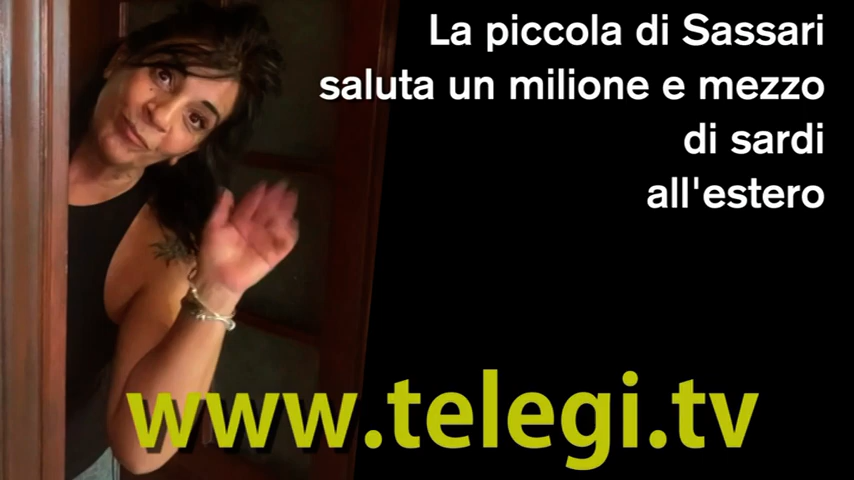 La piccola di Sassari
saluta un milione e mezzo
di sardi
all'estero
www.telegi.tv